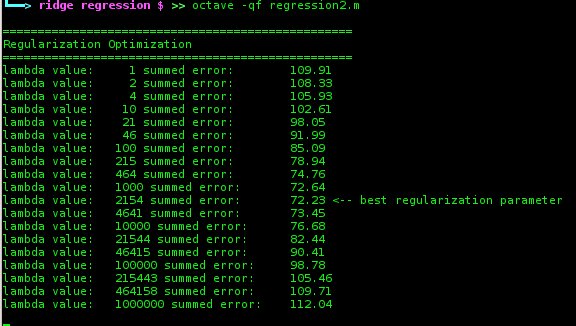 ridge regression $ >> octave -qf regression2.m
==================================================
Regularization Optimization
==================================================
lambda value:     1 summed error:        109.91
lambda value:     2 summed error:        108.33
lambda value:     4 summed error:        105.93
lambda value:    10 summed error:        102.61
lambda value:    21 summed error:        98.05
lambda value:    46 summed error:        91.99
lambda value:   100 summed error:        85.09
lambda value:   215 summed error:        78.94
lambda value:   464 summed error:        74.76
lambda value:   1000 summed error:       72.64
lambda value:   2154 summed error:       72.23 <-- best regularization parameter
lambda value:   4641 summed error:       73.45
lambda value:   10000 summed error:      76.68
lambda value:   21544 summed error:      82.44
lambda value:   46415 summed error:      90.41
lambda value:   100000 summed error:     98.78
lambda value:   215443 summed error:     105.46
lambda value:   464158 summed error:     109.71
lambda value:   1000000 summed error:    112.04